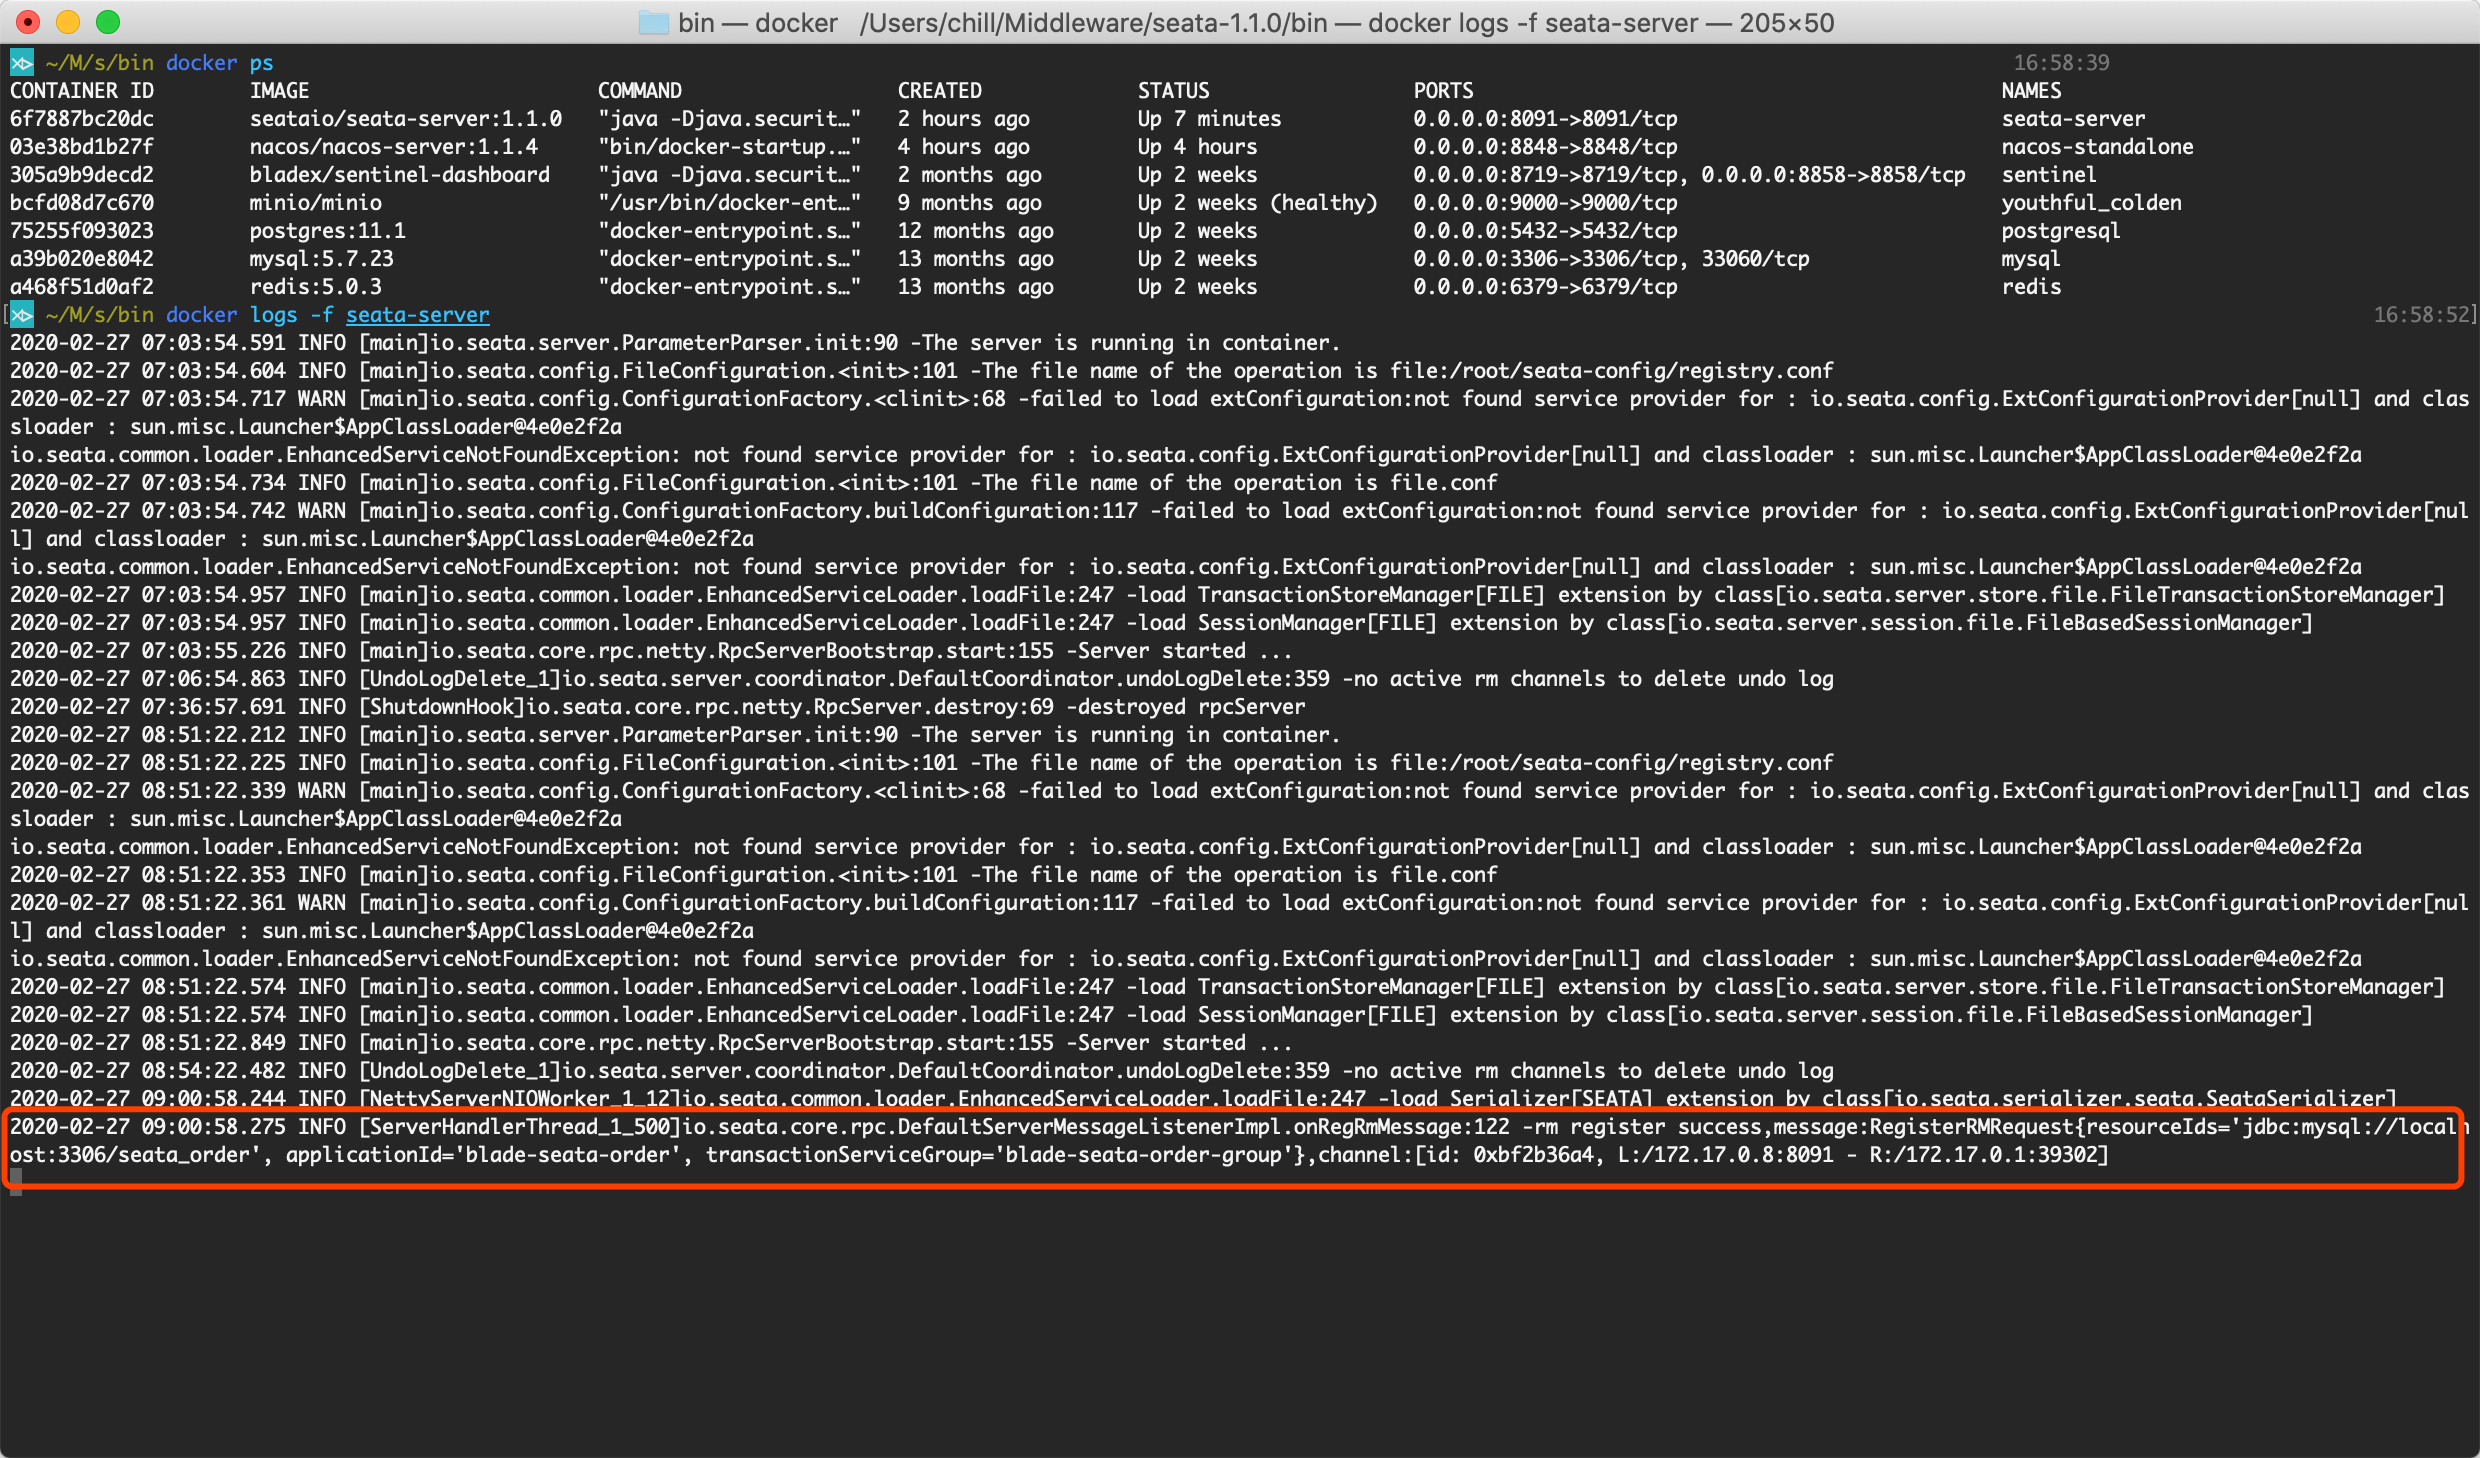 bin — docker   /Users/chill/Middleware/seata-1.1.0/bin — docker logs -f seata-server — 205×50
~/M/s/bin docker ps 16:58:39
CONTAINER ID        IMAGE                        COMMAND                  CREATED             STATUS                 PORTS                                            NAMES
6f7887bc20dc        seataio/seata-server:1.1.0   "java -Djava.securit…"   2 hours ago         Up 7 minutes           0.0.0.0:8091->8091/tcp                           seata-server
03e38bd1b27f        nacos/nacos-server:1.1.4     "bin/docker-startup.…"   4 hours ago         Up 4 hours             0.0.0.0:8848->8848/tcp                           nacos-standalone
305a9b9decd2        bladex/sentinel-dashboard    "java -Djava.securit…"   2 months ago        Up 2 weeks             0.0.0.0:8719->8719/tcp, 0.0.0.0:8858->8858/tcp   sentinel
bcfd08d7c670        minio/minio                  "/usr/bin/docker-ent…"   9 months ago        Up 2 weeks (healthy)   0.0.0.0:9000->9000/tcp                           youthful_colden
75255f093023        postgres:11.1                "docker-entrypoint.s…"   12 months ago       Up 2 weeks             0.0.0.0:5432->5432/tcp                           postgresql
a39b020e8042        mysql:5.7.23                 "docker-entrypoint.s…"   13 months ago       Up 2 weeks             0.0.0.0:3306->3306/tcp, 33060/tcp                mysql
a468f51d0af2        redis:5.0.3                  "docker-entrypoint.s…"   13 months ago       Up 2 weeks             0.0.0.0:6379->6379/tcp                           redis
[ ~/M/s/bin docker logs -f seata-server 16:58:52]
2020-02-27 07:03:54.591 INFO [main]io.seata.server.ParameterParser.init:90 -The server is running in container.
2020-02-27 07:03:54.604 INFO [main]io.seata.config.FileConfiguration.<init>:101 -The file name of the operation is file:/root/seata-config/registry.conf
2020-02-27 07:03:54.717 WARN [main]io.seata.config.ConfigurationFactory.<clinit>:68 -failed to load extConfiguration:not found service provider for : io.seata.config.ExtConfigurationProvider[null] and clas
sloader : sun.misc.Launcher$AppClassLoader@4e0e2f2a
io.seata.common.loader.EnhancedServiceNotFoundException: not found service provider for : io.seata.config.ExtConfigurationProvider[null] and classloader : sun.misc.Launcher$AppClassLoader@4e0e2f2a
2020-02-27 07:03:54.734 INFO [main]io.seata.config.FileConfiguration.<init>:101 -The file name of the operation is file.conf
2020-02-27 07:03:54.742 WARN [main]io.seata.config.ConfigurationFactory.buildConfiguration:117 -failed to load extConfiguration:not found service provider for : io.seata.config.ExtConfigurationProvider[nul
l] and classloader : sun.misc.Launcher$AppClassLoader@4e0e2f2a
io.seata.common.loader.EnhancedServiceNotFoundException: not found service provider for : io.seata.config.ExtConfigurationProvider[null] and classloader : sun.misc.Launcher$AppClassLoader@4e0e2f2a
2020-02-27 07:03:54.957 INFO [main]io.seata.common.loader.EnhancedServiceLoader.loadFile:247 -load TransactionStoreManager[FILE] extension by class[io.seata.server.store.file.FileTransactionStoreManager]
2020-02-27 07:03:54.957 INFO [main]io.seata.common.loader.EnhancedServiceLoader.loadFile:247 -load SessionManager[FILE] extension by class[io.seata.server.session.file.FileBasedSessionManager]
2020-02-27 07:03:55.226 INFO [main]io.seata.core.rpc.netty.RpcServerBootstrap.start:155 -Server started ...
2020-02-27 07:06:54.863 INFO [UndoLogDelete_1]io.seata.server.coordinator.DefaultCoordinator.undoLogDelete:359 -no active rm channels to delete undo log
2020-02-27 07:36:57.691 INFO [ShutdownHook]io.seata.core.rpc.netty.RpcServer.destroy:69 -destroyed rpcServer
2020-02-27 08:51:22.212 INFO [main]io.seata.server.ParameterParser.init:90 -The server is running in container.
2020-02-27 08:51:22.225 INFO [main]io.seata.config.FileConfiguration.<init>:101 -The file name of the operation is file:/root/seata-config/registry.conf
2020-02-27 08:51:22.339 WARN [main]io.seata.config.ConfigurationFactory.<clinit>:68 -failed to load extConfiguration:not found service provider for : io.seata.config.ExtConfigurationProvider[null] and clas
sloader : sun.misc.Launcher$AppClassLoader@4e0e2f2a
io.seata.common.loader.EnhancedServiceNotFoundException: not found service provider for : io.seata.config.ExtConfigurationProvider[null] and classloader : sun.misc.Launcher$AppClassLoader@4e0e2f2a
2020-02-27 08:51:22.353 INFO [main]io.seata.config.FileConfiguration.<init>:101 -The file name of the operation is file.conf
2020-02-27 08:51:22.361 WARN [main]io.seata.config.ConfigurationFactory.buildConfiguration:117 -failed to load extConfiguration:not found service provider for : io.seata.config.ExtConfigurationProvider[nul
l] and classloader : sun.misc.Launcher$AppClassLoader@4e0e2f2a
io.seata.common.loader.EnhancedServiceNotFoundException: not found service provider for : io.seata.config.ExtConfigurationProvider[null] and classloader : sun.misc.Launcher$AppClassLoader@4e0e2f2a
2020-02-27 08:51:22.574 INFO [main]io.seata.common.loader.EnhancedServiceLoader.loadFile:247 -load TransactionStoreManager[FILE] extension by class[io.seata.server.store.file.FileTransactionStoreManager]
2020-02-27 08:51:22.574 INFO [main]io.seata.common.loader.EnhancedServiceLoader.loadFile:247 -load SessionManager[FILE] extension by class[io.seata.server.session.file.FileBasedSessionManager]
2020-02-27 08:51:22.849 INFO [main]io.seata.core.rpc.netty.RpcServerBootstrap.start:155 -Server started ...
2020-02-27 08:54:22.482 INFO [UndoLogDelete_1]io.seata.server.coordinator.DefaultCoordinator.undoLogDelete:359 -no active rm channels to delete undo log
2020-02-27 09:00:58.244 INFO [NettyServerNIOWorker_1_12]io.seata.common.loader.EnhancedServiceLoader.loadFile:247 -load Serializer[SEATA] extension by class[io.seata.serializer.seata.SeataSerializer]
2020-02-27 09:00:58.275 INFO [ServerHandlerThread_1_500]io.seata.core.rpc.DefaultServerMessageListenerImpl.onRegRmMessage:122 -rm register success,message:RegisterRMRequest{resourceIds='jdbc:mysql://localh
ost:3306/seata_order', applicationId='blade-seata-order', transactionServiceGroup='blade-seata-order-group'},channel:[id: 0xbf2b36a4, L:/172.17.0.8:8091 - R:/172.17.0.1:39302]